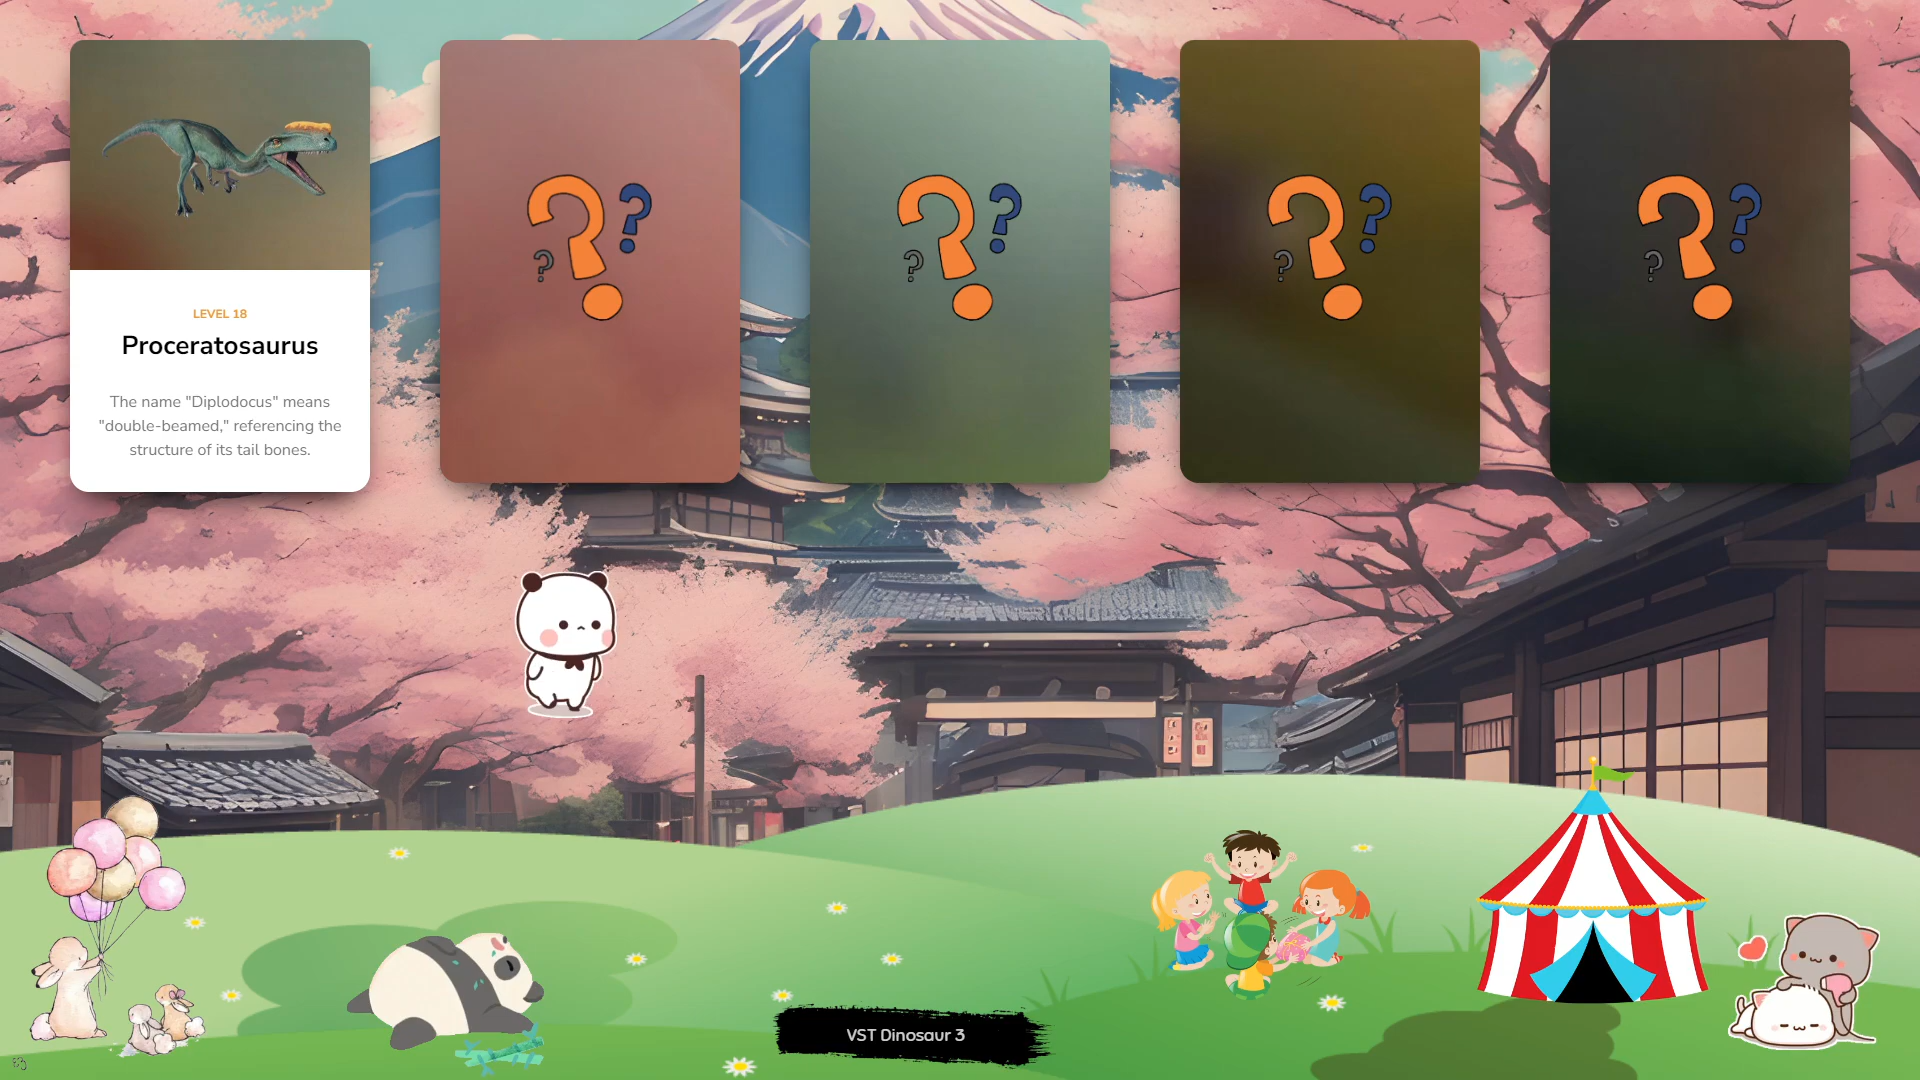 LEVEL 18
Proceratosaurus
The name "Diplodocus" means
"double-beamed," referencing the
structure of its tail bones.
? ? ?
? ? ?
? ? ?
? ? ?
VST Dinosaur 3